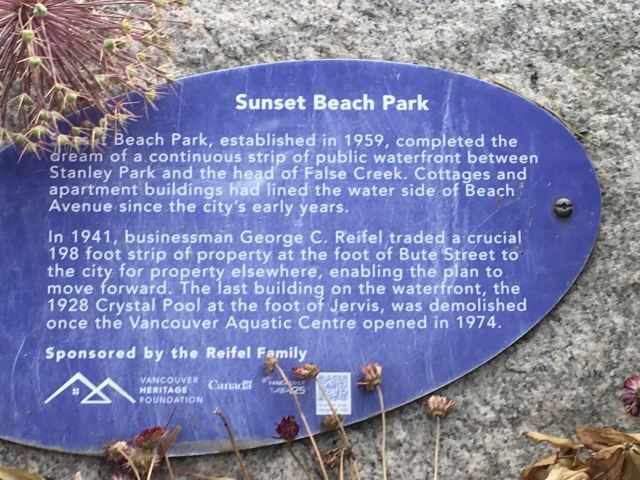 Sunset Beach Park
Beach Park, established in 1959, completed the
dream of a continuous strip of public waterfront between
Stanley Park and the head of False Creek. Cottages and
apartment buildings had lined the water side of Beach
Avenue since the city's early years.
In 1941, businessman George C. Reifel traded a crucial
198 foot strip of property at the foot of Bute Street to
the city for property elsewhere, enabling the plan to
move forward. The last building on the waterfront, the
1928 Crystal Pool at the foot of Jervis, was demolished
once the Vancouver Aquatic Centre opened in 1974.
Sponsored by the Reifel Family
VANCOUVER
HERITAGE
FOUNDATION
Canada
VANCOUVER
125